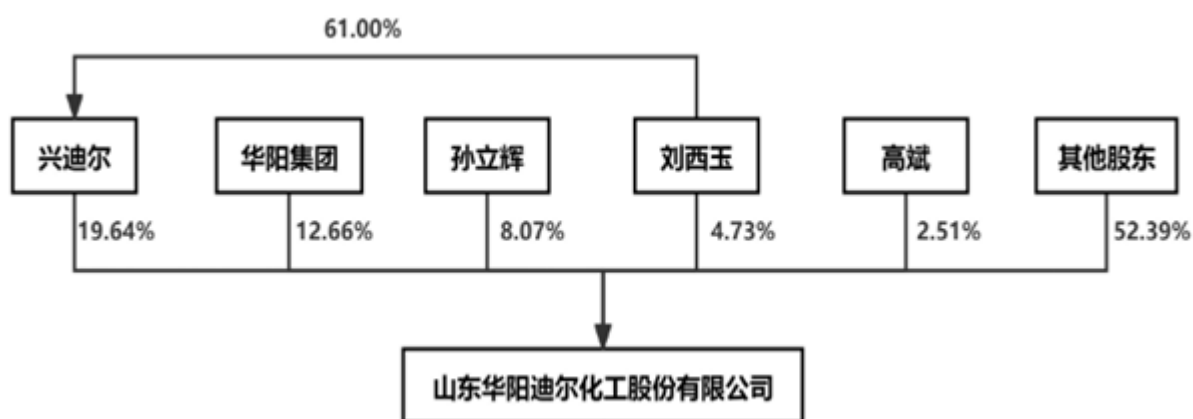 61.00%
兴迪尔
华阳集团
孙立辉
刘西玉
高斌
其他股东
19.64%
12.66%
8.07%
4.73%
2.51%
52.39%
山东华阳迪尔化工股份有限公司